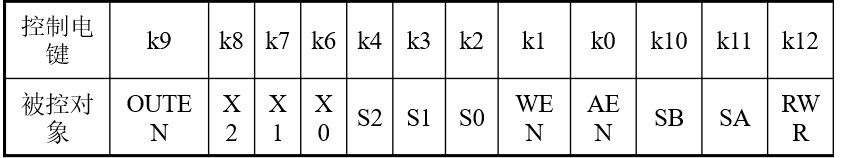 控制电键 k9 k8 k7 k6 k4 k3 k2 k1 k0 k10 k11 k12
被控对象 OUTEN X2 X1 X0 S2 S1 S0 WEN AEN SB SA RWR